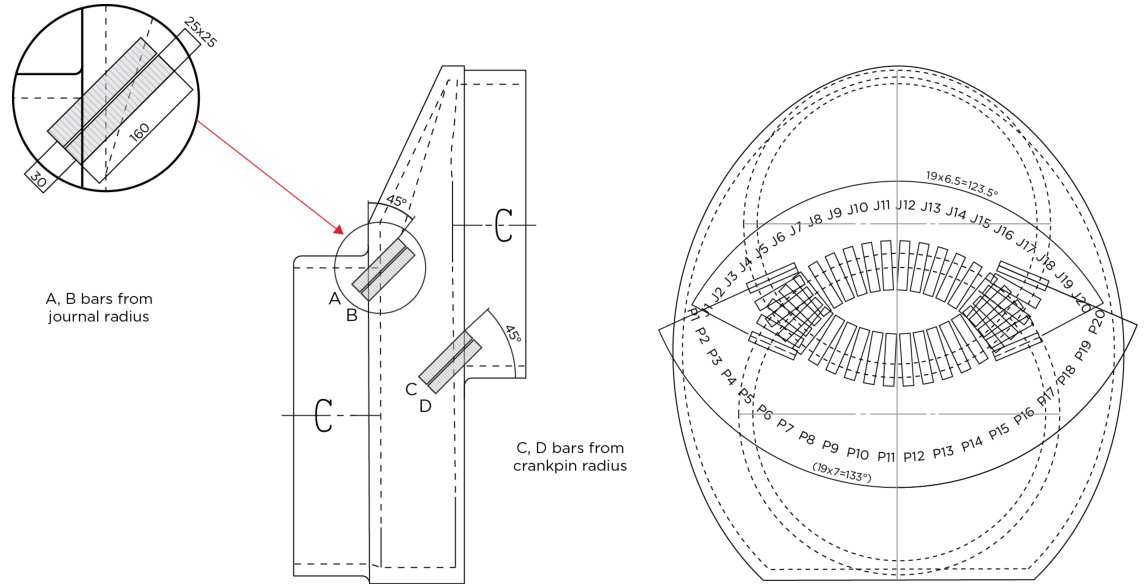 25x25
160
30
45°
C
A
B
A, B bars from
journal radius
45°
C
D
C
C, D bars from
crankpin radius
19x6.5=123.5°
J1 J2 J3 J4 J5 J6 J7 J8 J9 J10 J11 J12 J13 J14 J15 J16 J17 J18 J19 J20
P1 P2 P3 P4 P5 P6 P7 P8 P9 P10 P11 P12 P13 P14 P15 P16 P17 P18 P19 P20
(19x7=133°)